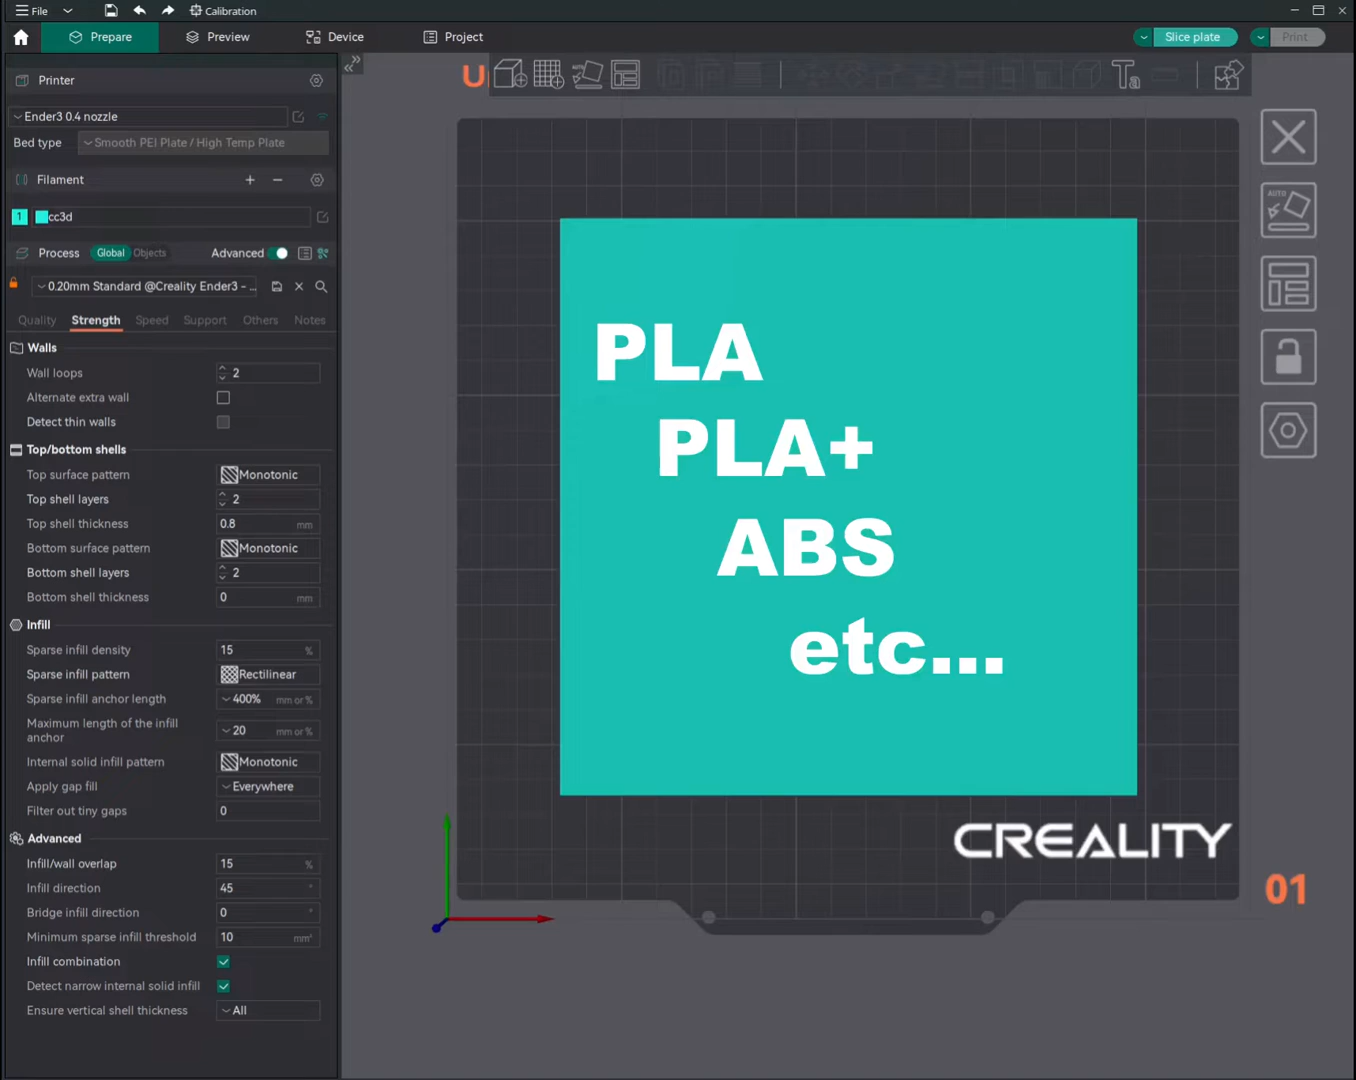 File
Calibration
Prepare
Preview
Device
Project
Slice plate
Print
Printer
Ender3 0.4 nozzle
Bed type
Smooth PEI Plate / High Temp Plate
Filament
+ −
1 cc3d
Process
Global
Objects
Advanced
0.20mm Standard @Creality Ender3 - ...
Quality
Strength
Speed
Support
Others
Notes
Walls
Wall loops 2
Alternate extra wall
Detect thin walls
Top/bottom shells
Top surface pattern Monotonic
Top shell layers 2
Top shell thickness 0.8 mm
Bottom surface pattern Monotonic
Bottom shell layers 2
Bottom shell thickness 0 mm
Infill
Sparse infill density 15 %
Sparse infill pattern Rectilinear
Sparse infill anchor length 400% mm or %
Maximum length of the infill
anchor 20 mm or %
Internal solid infill pattern Monotonic
Apply gap fill Everywhere
Filter out tiny gaps 0
Advanced
Infill/wall overlap 15 %
Infill direction 45 °
Bridge infill direction 0 °
Minimum sparse infill threshold 10 mm²
Infill combination
Detect narrow internal solid infill
Ensure vertical shell thickness All
U
AUTO
Ta
PLA
PLA+
ABS
etc...
CREALITY
AUTO
01